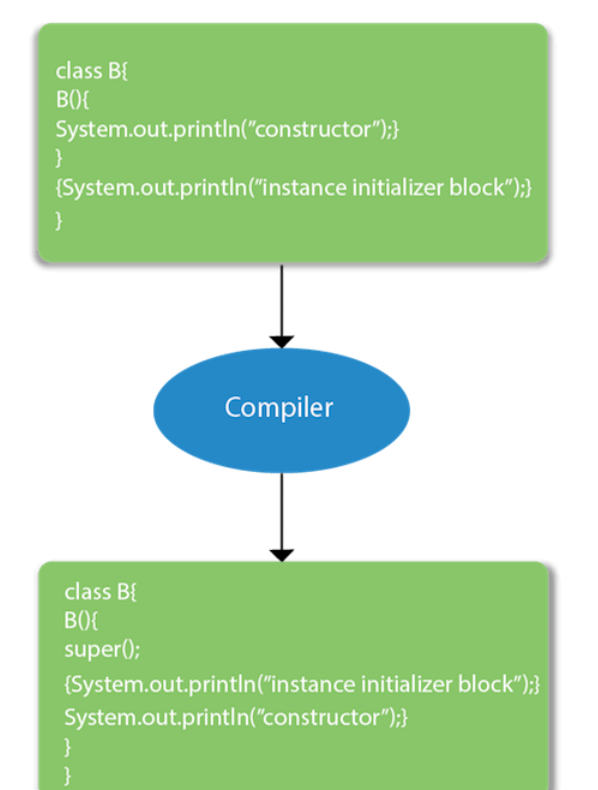 class B{
B(){
System.out.println("constructor");}
}
{System.out.println("instance initializer block");}
}
Compiler
class B{
B(){
super();
{System.out.println("instance initializer block");}
System.out.println("constructor");}
}
}